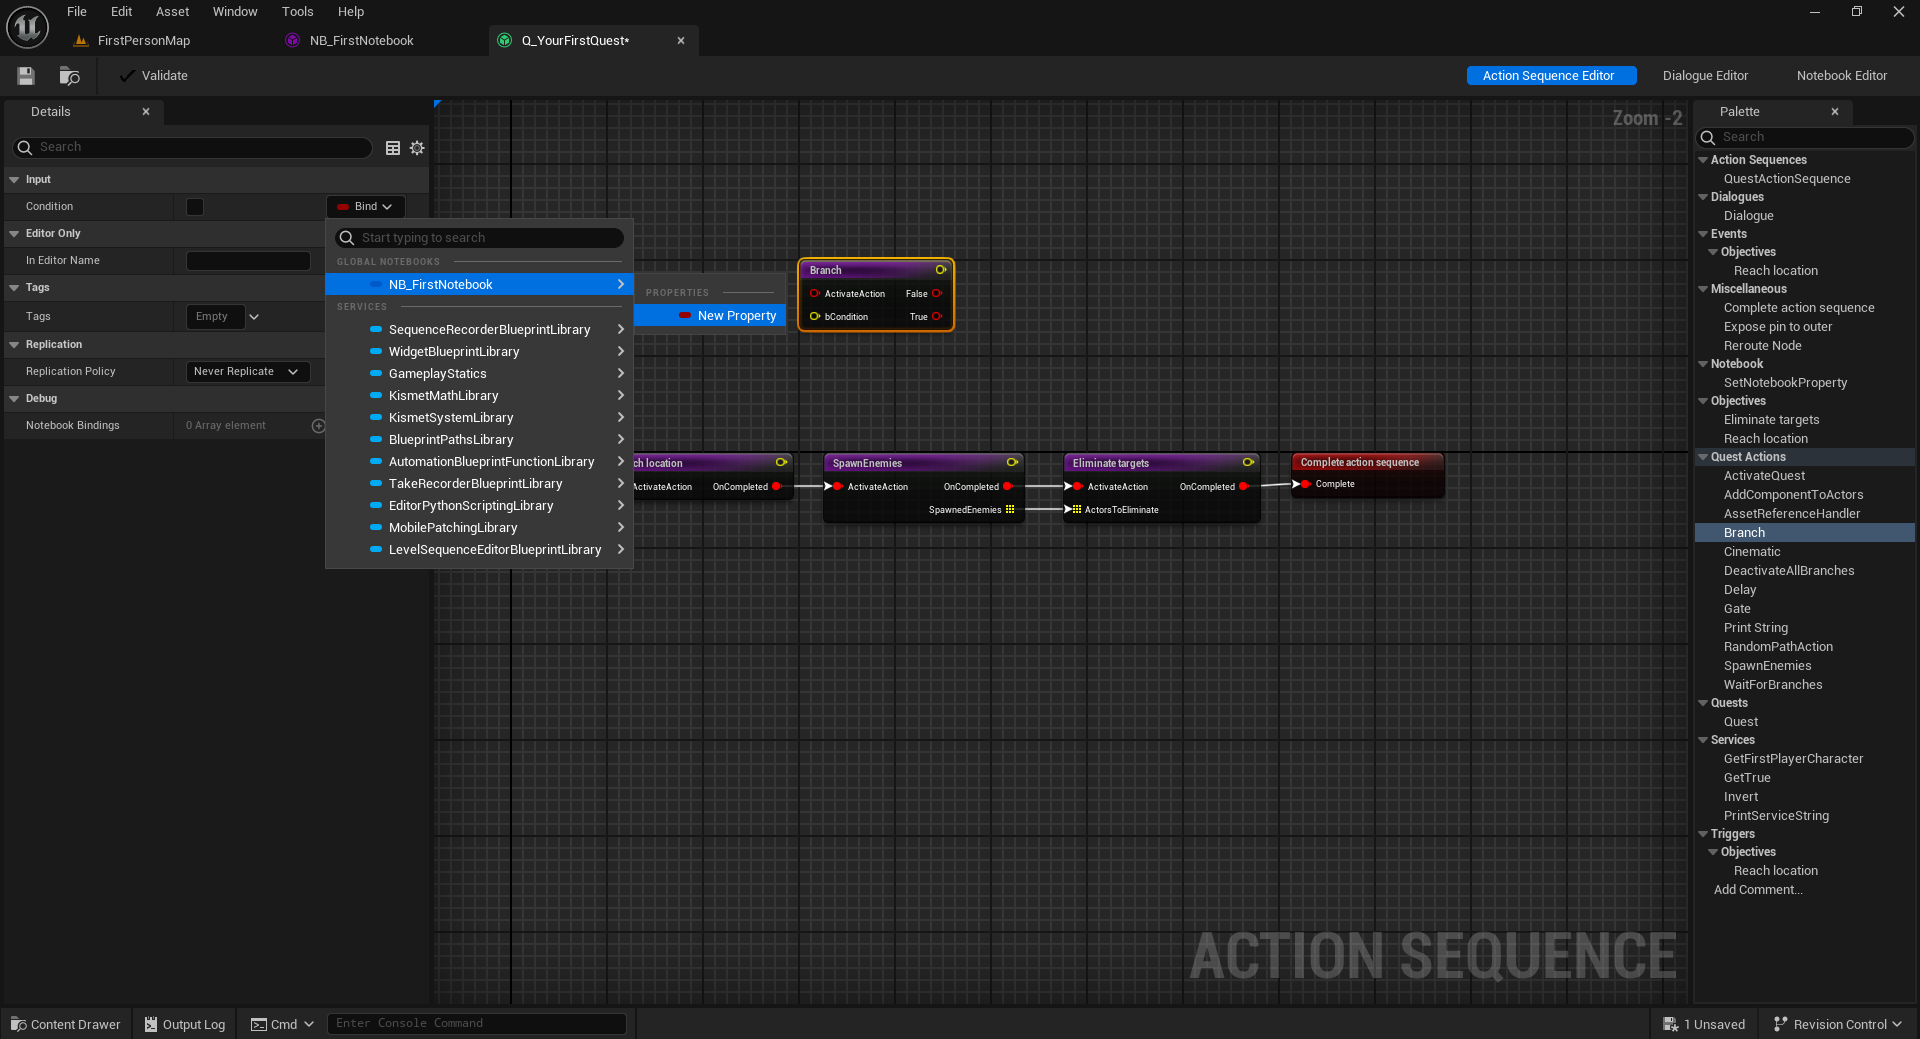 File Edit Asset Window Tools Help
FirstPersonMap NB_FirstNotebook Q_YourFirstQuest*
Validate Action Sequence Editor Dialogue Editor Notebook Editor
Details
Search
Input
Condition Bind
Editor Only
In Editor Name
Tags
Tags Empty
Replication
Replication Policy Never Replicate
Debug
Notebook Bindings 0 Array element
Start typing to search
GLOBAL NOTEBOOKS
NB_FirstNotebook
SERVICES
SequenceRecorderBlueprintLibrary
WidgetBlueprintLibrary
GameplayStatics
KismetMathLibrary
KismetSystemLibrary
BlueprintPathsLibrary
AutomationBlueprintFunctionLibrary
TakeRecorderBlueprintLibrary
EditorPythonScriptingLibrary
MobilePatchingLibrary
LevelSequenceEditorBlueprintLibrary
PROPERTIES
New Property
Zoom -2
Branch
ActivateAction False
bCondition True
ch location
ctivateAction OnCompleted
SpawnEnemies
ActivateAction OnCompleted
SpawnedEnemies
Eliminate targets
ActivateAction OnCompleted
ActorsToEliminate
Complete action sequence
Complete
ACTION SEQUENCE
Palette
Search
Action Sequences
QuestActionSequence
Dialogues
Dialogue
Events
Objectives
Reach location
Miscellaneous
Complete action sequence
Expose pin to outer
Reroute Node
Notebook
SetNotebookProperty
Objectives
Eliminate targets
Reach location
Quest Actions
ActivateQuest
AddComponentToActors
AssetReferenceHandler
Branch
Cinematic
DeactivateAllBranches
Delay
Gate
Print String
RandomPathAction
SpawnEnemies
WaitForBranches
Quests
Quest
Services
GetFirstPlayerCharacter
GetTrue
Invert
PrintServiceString
Triggers
Objectives
Reach location
Add Comment...
Content Drawer Output Log Cmd Enter Console Command 1 Unsaved Revision Control